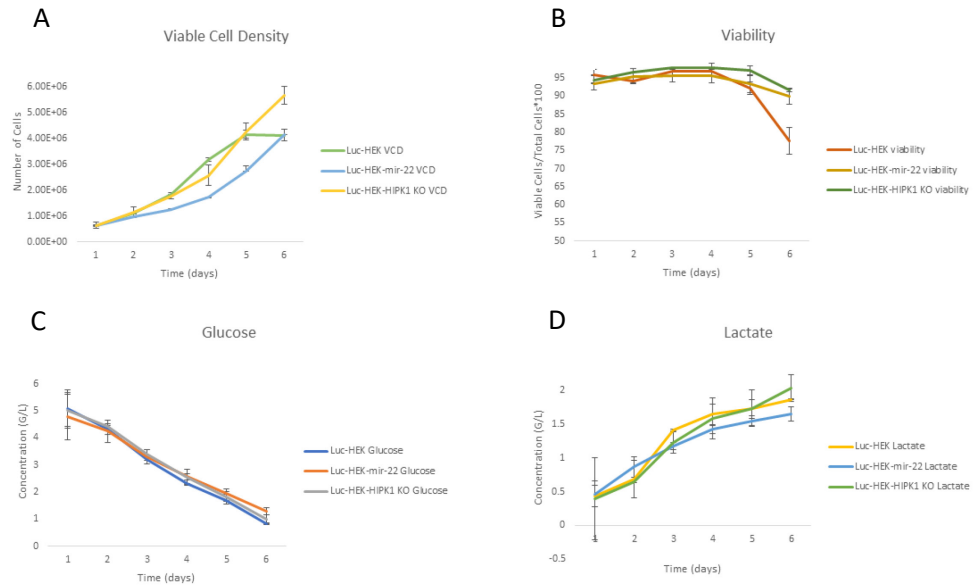 A
Viable Cell Density
Number of Cells
6.00E+06
5.00E+06
4.00E+06
3.00E+06
2.00E+06
1.00E+06
0.00E+00
1 2 3 4 5 6
Time (days)
Luc-HEK VCD
Luc-HEK-mir-22 VCD
Luc-HEK-HIPK1 KO VCD
B
Viability
Viable Cells/Total Cells*100
95
90
85
80
75
70
65
60
55
50
1 2 3 4 5 6
Time (days)
Luc-HEK viability
Luc-HEK-mir-22 viability
Luc-HEK-HIPK1 KO viability
C
Glucose
Concentration (G/L)
6
5
4
3
2
1
0
1 2 3 4 5 6
Time (days)
Luc-HEK Glucose
Luc-HEK-mir-22 Glucose
Luc-HEK-HIPK1 KO Glucose
D
Lactate
Concentration (G/L)
2
1.5
1
0.5
0
-0.5
1 2 3 4 5 6
Time (days)
Luc-HEK Lactate
Luc-HEK-mir-22 Lactate
Luc-HEK-HIPK1 KO Lactate